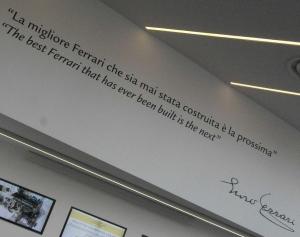 “La migliore Ferrari che sia mai stata costruita è la prossima”
“The best Ferrari that has ever been built is the next”
Enzo Ferrari